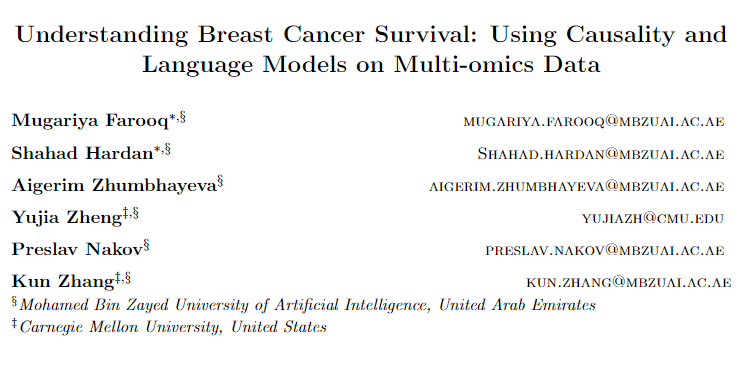 Understanding Breast Cancer Survival: Using Causality and
Language Models on Multi-omics Data
Mugariya Farooq*,§ mugariya.farooq@mbzuai.ac.ae
Shahad Hardan*,§ Shahad.hardan@mbzuai.ac.ae
Aigerim Zhumbhayeva§ aigerim.zhumbhayeva@mbzuai.ac.ae
Yujia Zheng‡,§ yujiazh@cmu.edu
Preslav Nakov§ preslav.nakov@mbzuai.ac.ae
Kun Zhang‡,§ kun.zhang@mbzuai.ac.ae
§Mohamed Bin Zayed University of Artificial Intelligence, United Arab Emirates
‡Carnegie Mellon University, United States